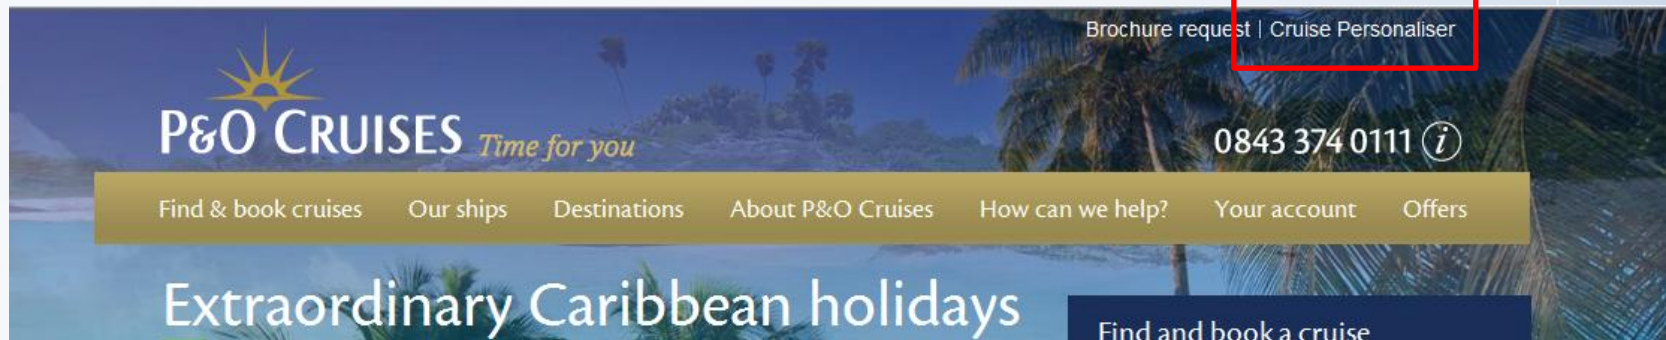 Brochure request | Cruise Personaliser
P&O CRUISES Time for you
0843 374 0111 i
Find & book cruises Our ships Destinations About P&O Cruises How can we help? Your account Offers
Extraordinary Caribbean holidays
Find and book a cruise